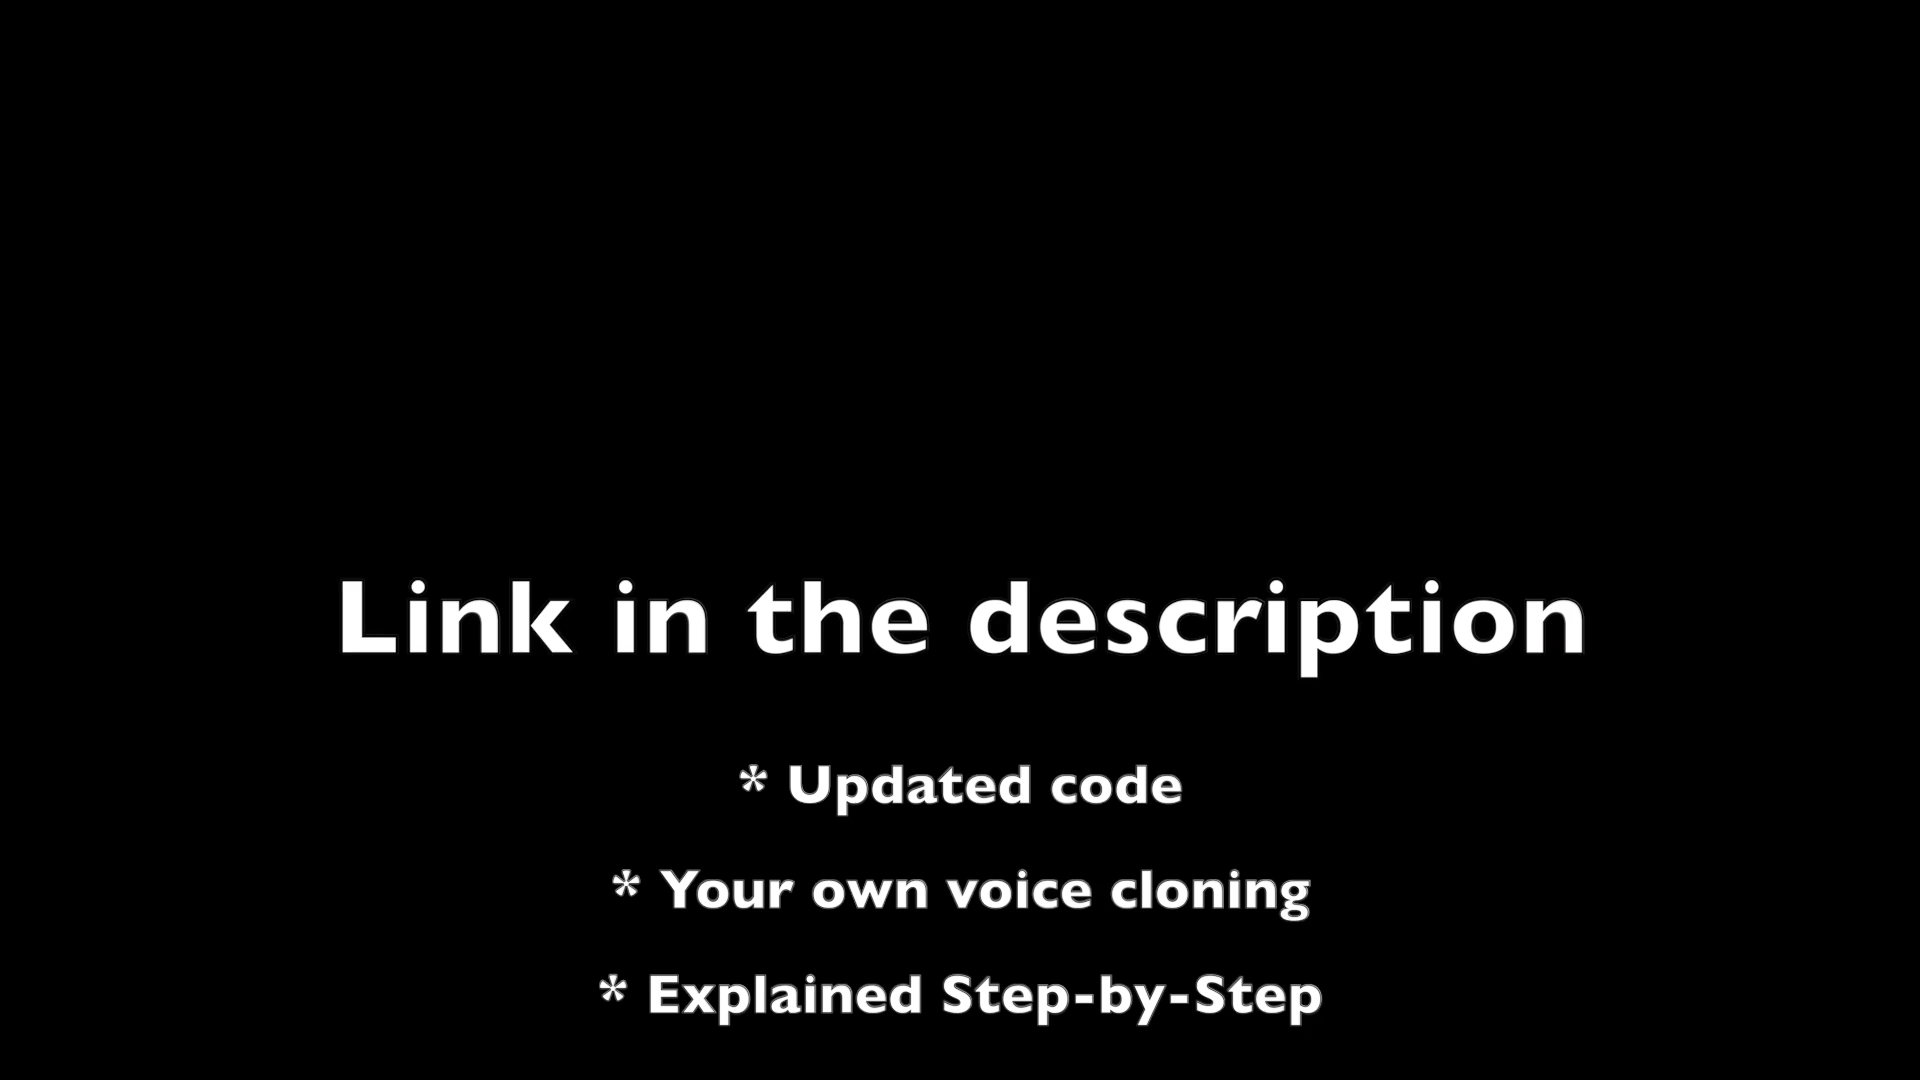 Link in the description
* Updated code
* Your own voice cloning
* Explained Step-by-Step